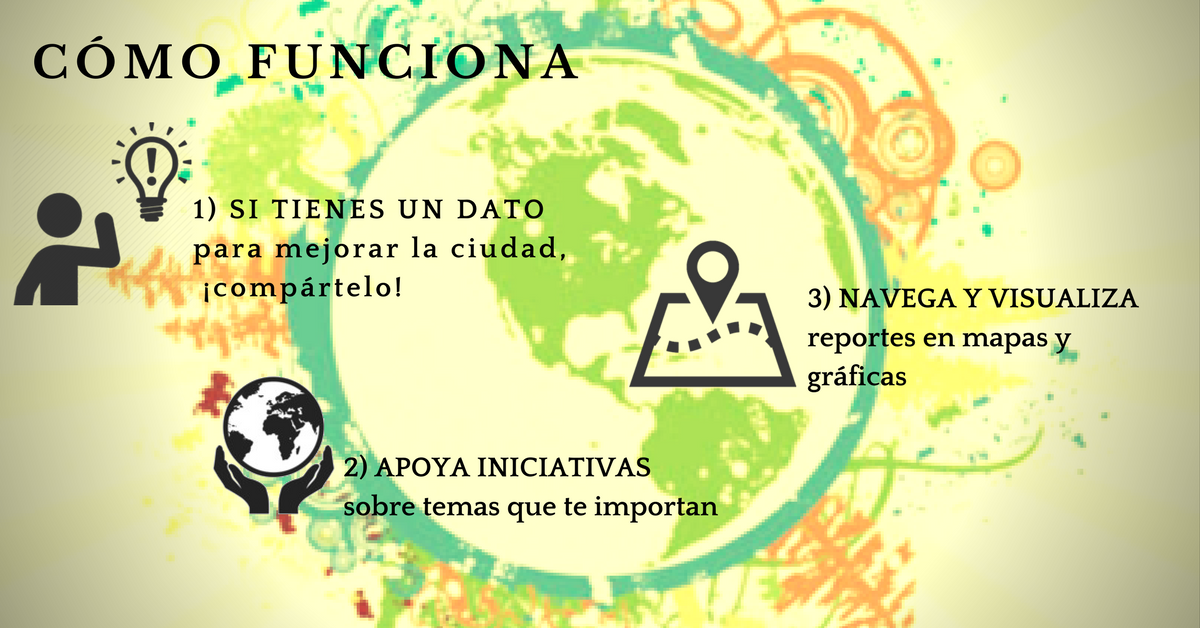 CÓMO FUNCIONA
1) SI TIENES UN DATO
para mejorar la ciudad,
¡compártelo!
2) APOYA INICIATIVAS
sobre temas que te importan
3) NAVEGA Y VISUALIZA
reportes en mapas y
gráficas